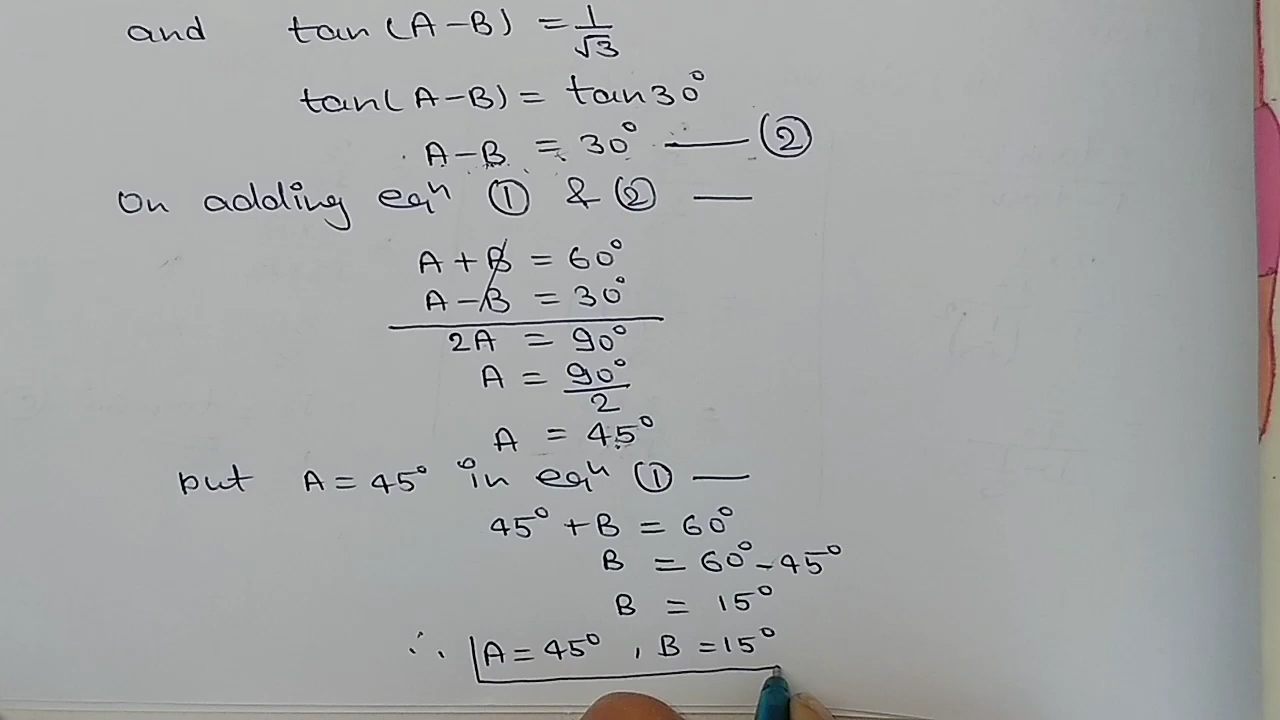 and tan (A-B) = 1/√3
tan(A-B) = tan30°
A-B = 30° — ②
On adding eqⁿ ① & ② —
A + B = 60°
A - B = 30°
2A = 90°
A = 90°/2
A = 45°
put A = 45° in eqⁿ ① —
45° + B = 60°
B = 60° - 45°
B = 15°
∴ A = 45° , B = 15°